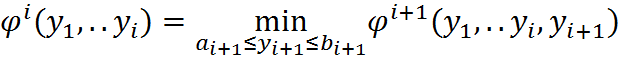 φ^i(y_1,..y_i) = min_{a_{i+1}≤y_{i+1}≤b_{i+1}} φ^{i+1}(y_1,..y_i,y_{i+1})